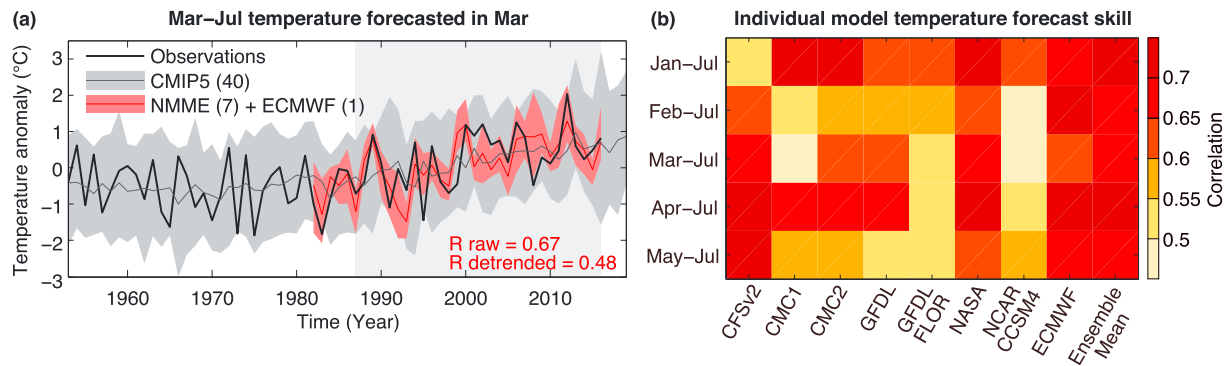 (a) Mar–Jul temperature forecasted in Mar
Temperature anomaly (°C)
3
2
1
0
−1
−2
−3
Observations
CMIP5 (40)
NMME (7) + ECMWF (1)
R raw = 0.67
R detrended = 0.48
1960 1970 1980 1990 2000 2010
Time (Year)
(b) Individual model temperature forecast skill
Jan–Jul
Feb–Jul
Mar–Jul
Apr–Jul
May–Jul
CFSv2
CMC1
CMC2
GFDL
GFDL
FLOR
NASA
NCAR
CCSM4
ECMWF
Ensemble
Mean
0.7
0.65
0.6
0.55
0.5
Correlation